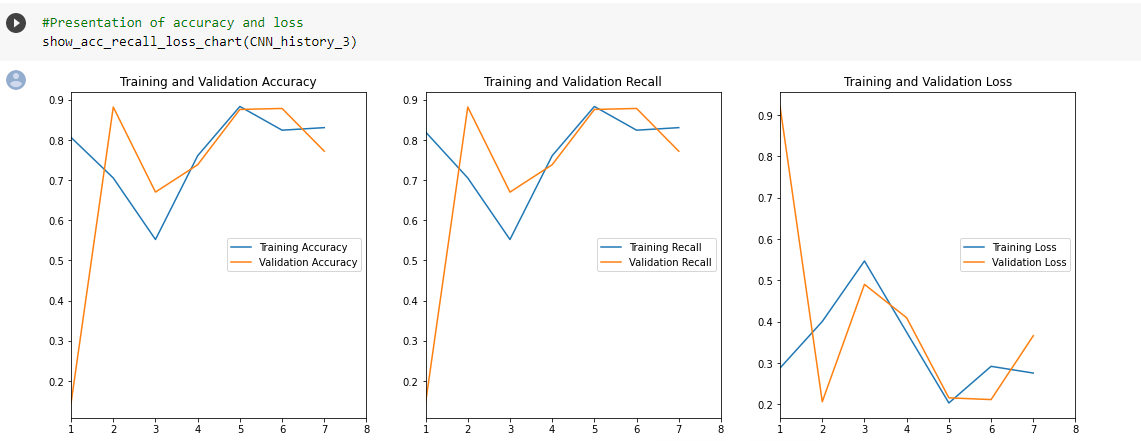 #Presentation of accuracy and loss
show_acc_recall_loss_chart(CNN_history_3)
Training and Validation Accuracy
0.9
0.8
0.7
0.6
0.5
0.4
0.3
0.2
Training Accuracy
Validation Accuracy
1 2 3 4 5 6 7 8
Training and Validation Recall
0.9
0.8
0.7
0.6
0.5
0.4
0.3
0.2
Training Recall
Validation Recall
1 2 3 4 5 6 7 8
Training and Validation Loss
0.9
0.8
0.7
0.6
0.5
0.4
0.3
0.2
Training Loss
Validation Loss
1 2 3 4 5 6 7 8